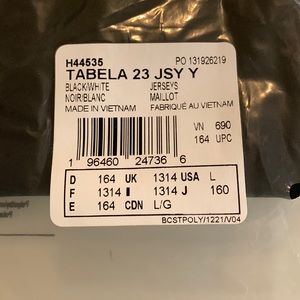 H44535 PO 131926219
TABELA 23 JSY Y
BLACK/WHITE JERSEYS
NOIR/BLANC MAILLOT
MADE IN VIETNAM FABRIQUÉ AU VIETNAM
VN 690
164 UPC
1 96460 24736 6
D 164 UK 1314 USA L
F 1314 I 1314 J 160
E 164 CDN L/G
BCSTPOLY/1221/V04